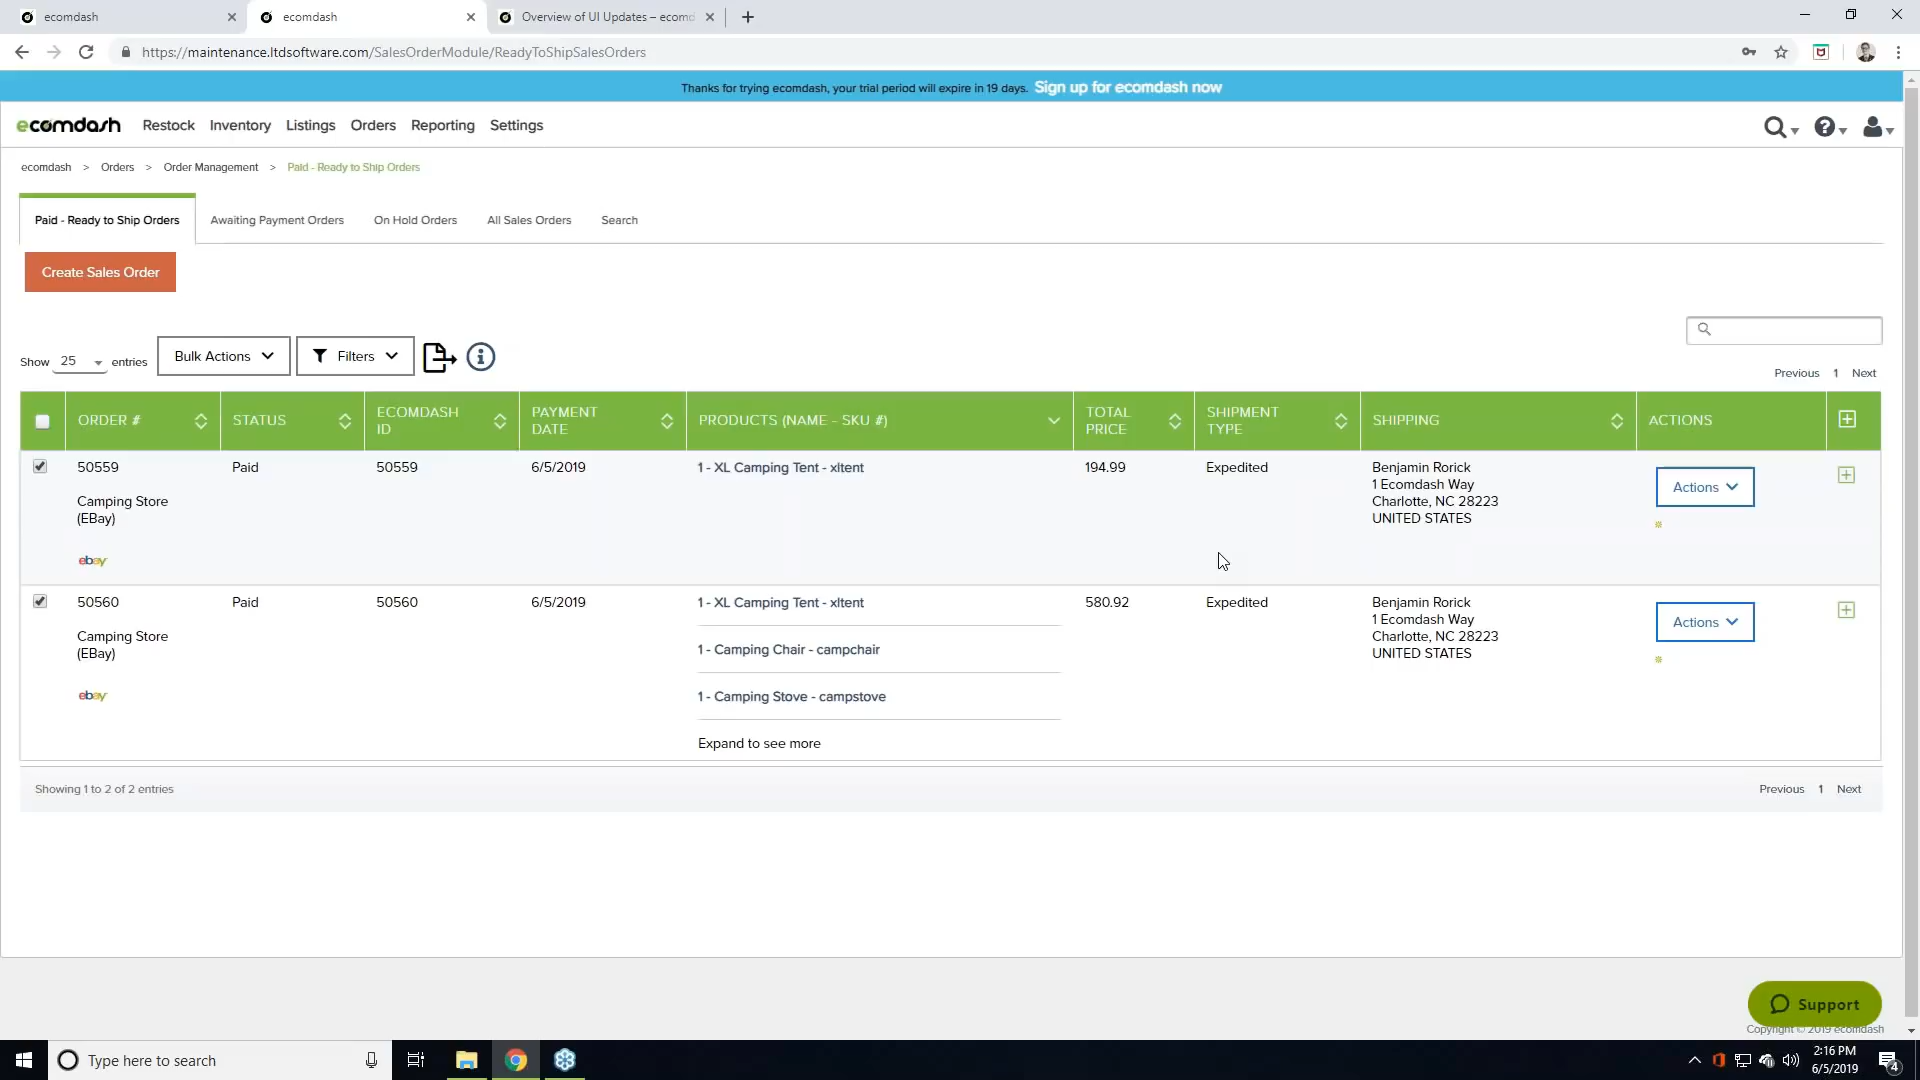 ecomdash
ecomdash
Overview of UI Updates – ecomd
https://maintenance.ltdsoftware.com/SalesOrderModule/ReadyToShipSalesOrders
Thanks for trying ecomdash, your trial period will expire in 19 days. Sign up for ecomdash now
ecomdash Restock Inventory Listings Orders Reporting Settings
ecomdash > Orders > Order Management > Paid - Ready to Ship Orders
Paid - Ready to Ship Orders Awaiting Payment Orders On Hold Orders All Sales Orders Search
Create Sales Order
Show 25 entries Bulk Actions Filters
Previous 1 Next
ORDER # STATUS ECOMDASH ID PAYMENT DATE PRODUCTS (NAME - SKU #) TOTAL PRICE SHIPMENT TYPE SHIPPING ACTIONS
50559 Paid 50559 6/5/2019 1 - XL Camping Tent - xltent 194.99 Expedited Benjamin Rorick
1 Ecomdash Way
Camping Store Charlotte, NC 28223
(EBay) UNITED STATES
Actions
ebay
50560 Paid 50560 6/5/2019 1 - XL Camping Tent - xltent 580.92 Expedited Benjamin Rorick
1 Ecomdash Way
Camping Store 1 - Camping Chair - campchair Charlotte, NC 28223
(EBay) UNITED STATES
Actions
ebay 1 - Camping Stove - campstove
Expand to see more
Showing 1 to 2 of 2 entries Previous 1 Next
Support
Copyright © 2019 ecomdash
Type here to search
2:16 PM
6/5/2019
4